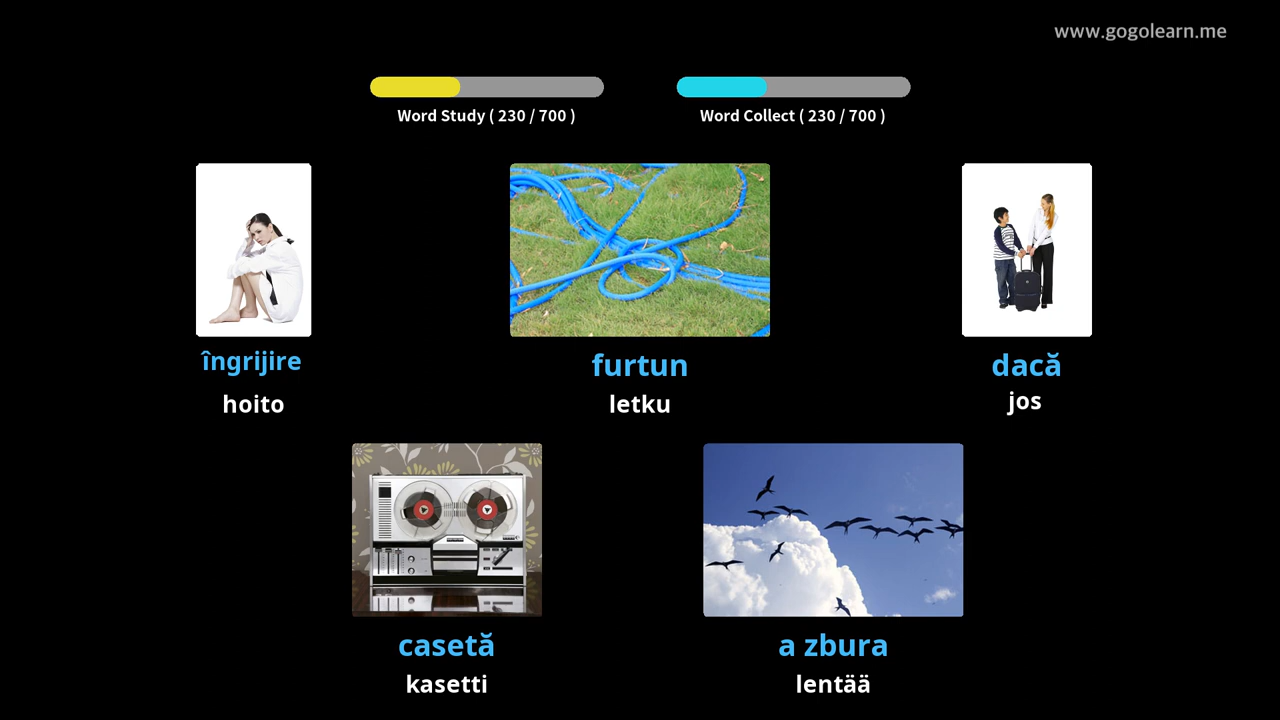 www.gogolearn.me
Word Study ( 230 / 700 )
Word Collect ( 230 / 700 )
îngrijire
hoito
furtun
letku
dacă
jos
casetă
kasetti
a zbura
lentää